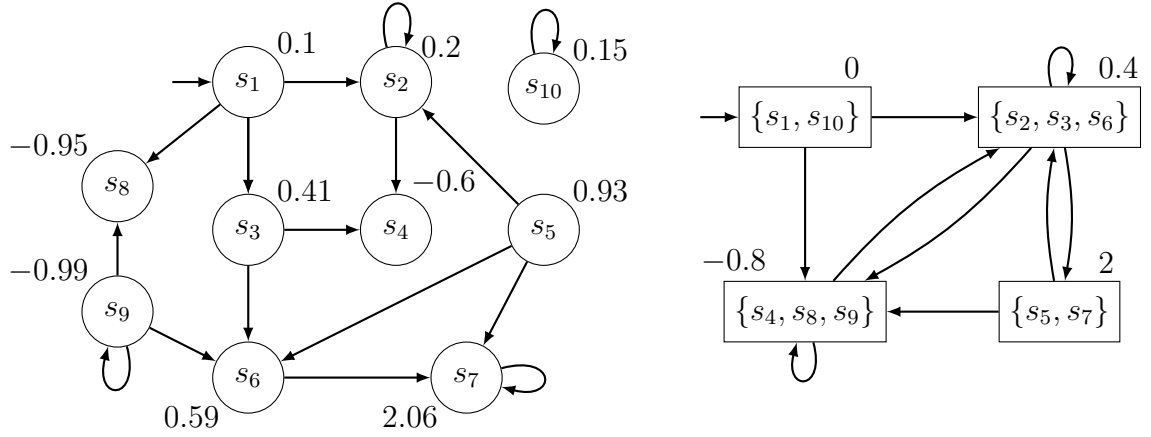 0.1
0.2
0.15
s₁
s₂
s₁₀
−0.95
s₈
0.41
−0.6
0.93
s₃
s₄
s₅
−0.99
s₉
s₆
s₇
0.59
2.06
0
0.4
{s₁, s₁₀}
{s₂, s₃, s₆}
−0.8
2
{s₄, s₈, s₉}
{s₅, s₇}